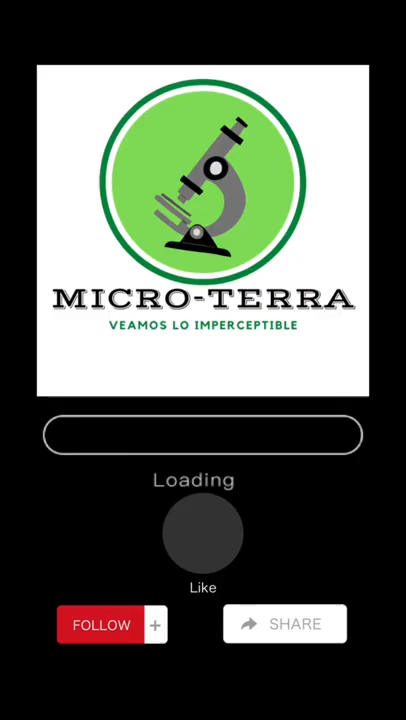 MICRO-TERRA
VEAMOS LO IMPERCEPTIBLE
Loading
Like
FOLLOW +
SHARE